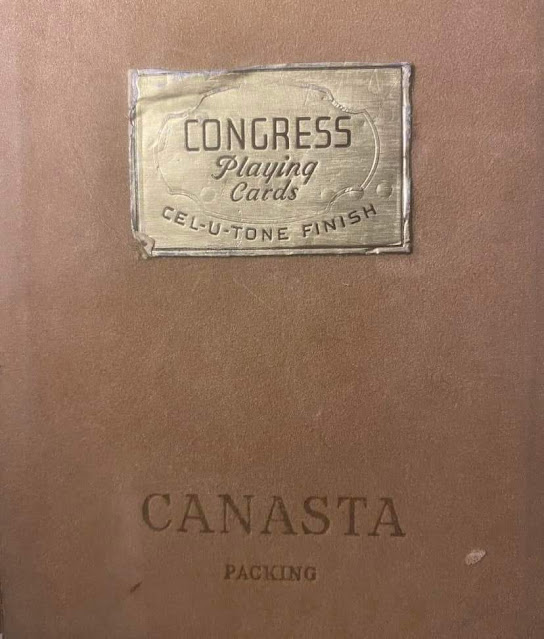 CONGRESS
Playing
Cards
CEL-U-TONE FINISH
CANASTA
PACKING